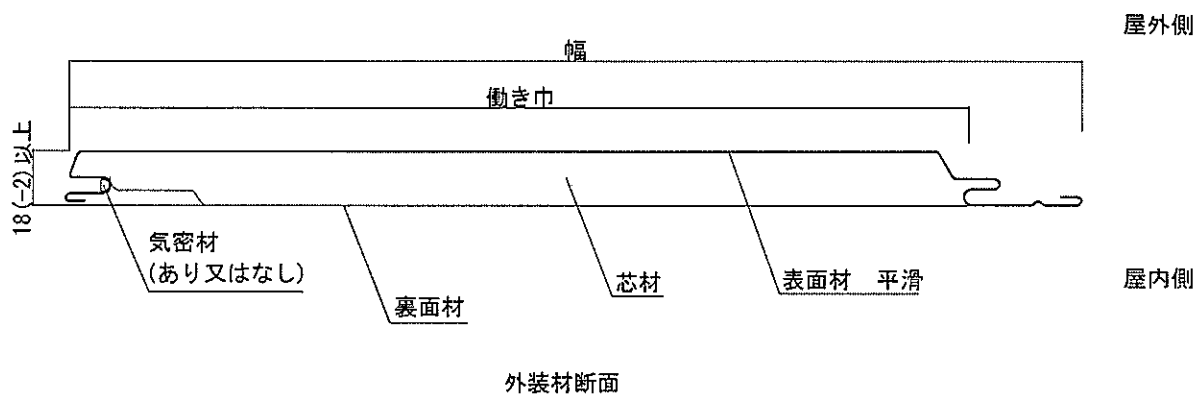 屋外側
幅
働き巾
18(-2)以上
気密材
(あり又はなし)
裏面材
芯材
表面材　平滑
屋内側
外装材断面